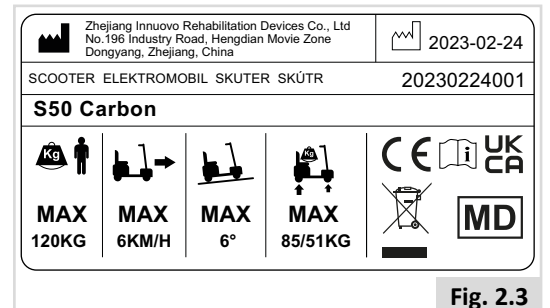 Zhejiang Innuovo Rehabilitation Devices Co., Ltd
No.196 Industry Road, Hengdian Movie Zone
Dongyang, Zhejiang, China
2023-02-24
SCOOTER ELEKTROMOBIL SKUTER SKÚTR
20230224001
S50 Carbon
Kg
Kg
CE
i
UK
CA
MAX
120KG
MAX
6KM/H
MAX
6°
MAX
85/51KG
MD
Fig. 2.3